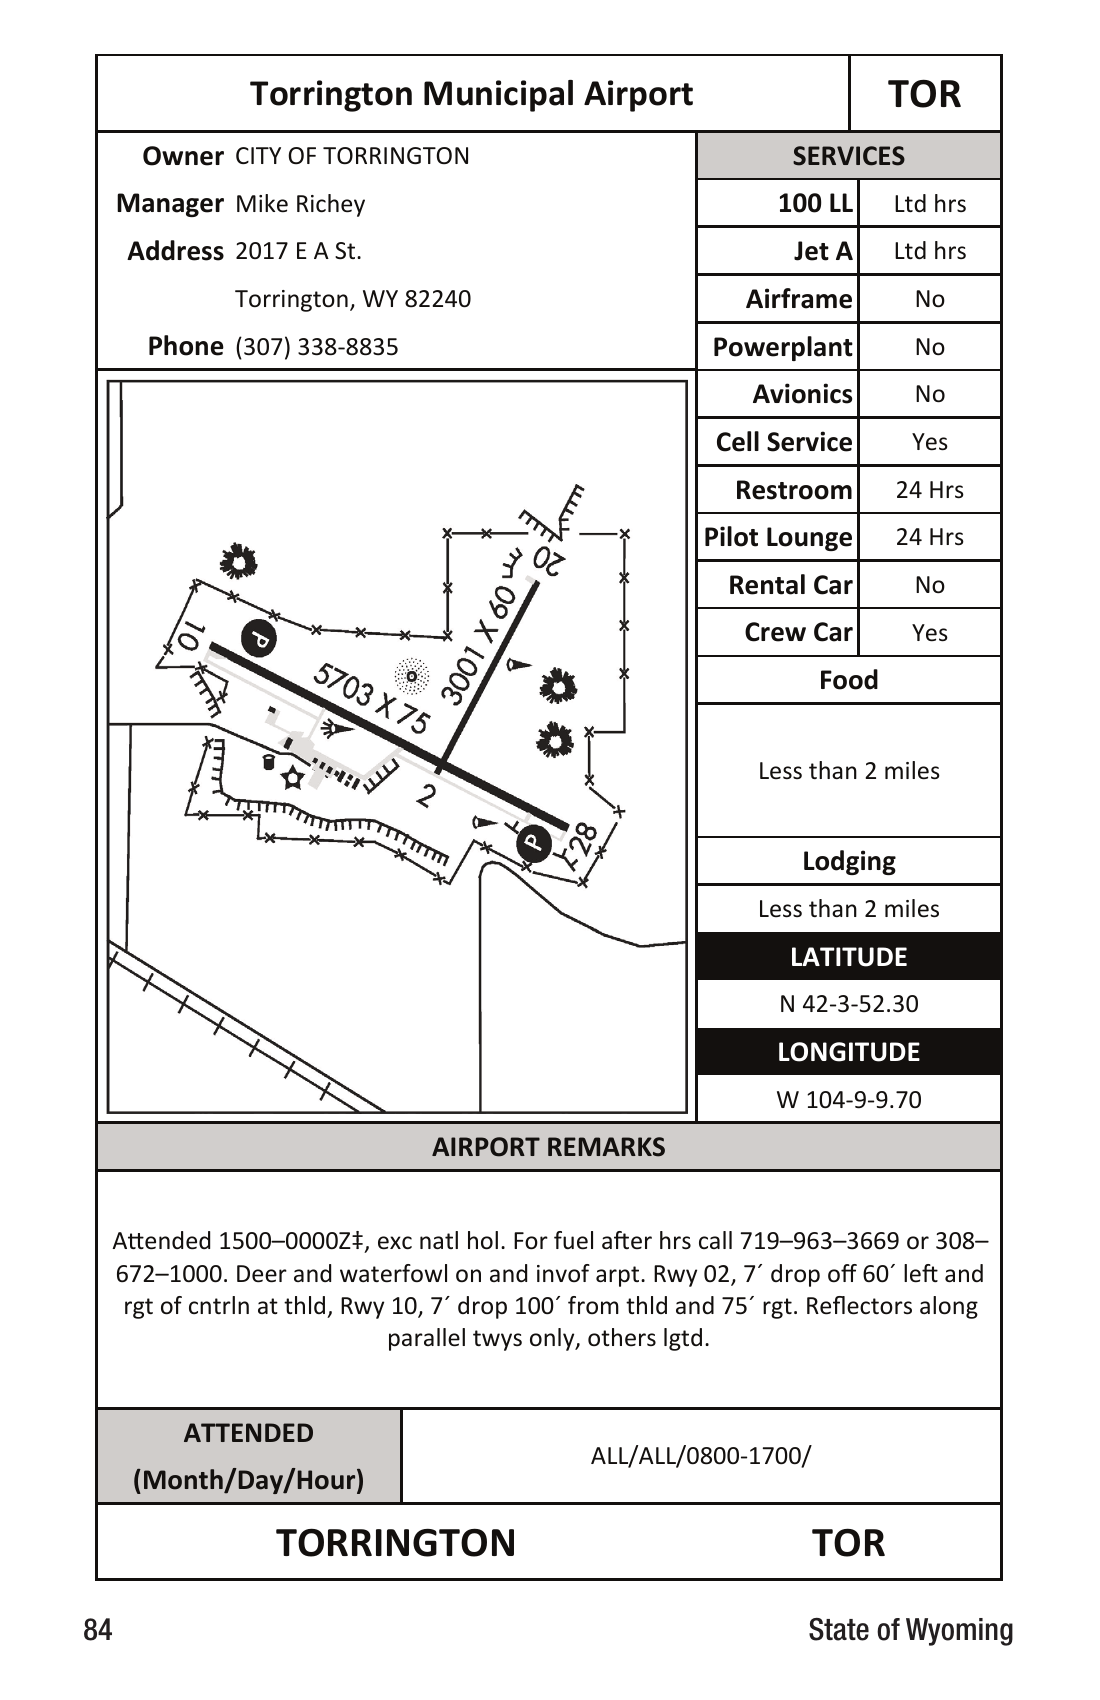 Torrington Municipal Airport
TOR
Owner CITY OF TORRINGTON
Manager Mike Richey
Address 2017 E A St.
Torrington, WY 82240
Phone (307) 338-8835
SERVICES
100 LL Ltd hrs
Jet A Ltd hrs
Airframe No
Powerplant No
Avionics No
Cell Service Yes
Restroom 24 Hrs
Pilot Lounge 24 Hrs
Rental Car No
Crew Car Yes
Food
Less than 2 miles
Lodging
Less than 2 miles
LATITUDE
N 42-3-52.30
LONGITUDE
W 104-9-9.70
20
10
P
5703 X 75
3001 X 60
2
P
28
AIRPORT REMARKS
Attended 1500–0000Z‡, exc natl hol. For fuel after hrs call 719–963–3669 or 308–
672–1000. Deer and waterfowl on and invof arpt. Rwy 02, 7´ drop off 60´ left and
rgt of cntrln at thld, Rwy 10, 7´ drop 100´ from thld and 75´ rgt. Reflectors along
parallel twys only, others lgtd.
ATTENDED
(Month/Day/Hour)
ALL/ALL/0800-1700/
TORRINGTON TOR
84 State of Wyoming